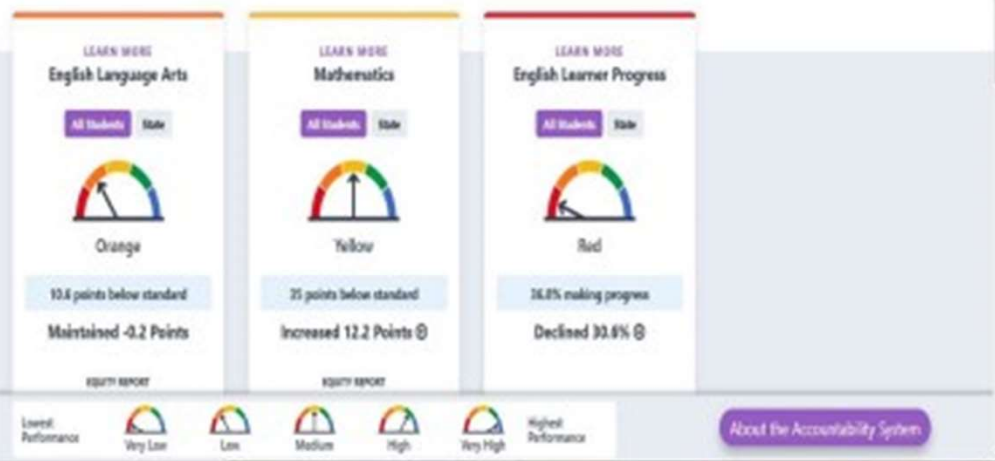 LEARN MORE
English Language Arts
All Students State
Orange
10.6 points below standard
Maintained -0.2 Points
EQUITY REPORT
LEARN MORE
Mathematics
All Students State
Yellow
35 points below standard
Increased 12.2 Points
EQUITY REPORT
LEARN MORE
English Learner Progress
All Students State
Red
36.8% making progress
Declined 30.8%
Lowest
Performance
Very Low
Low
Medium
High
Very High
Highest
Performance
About the Accountability System